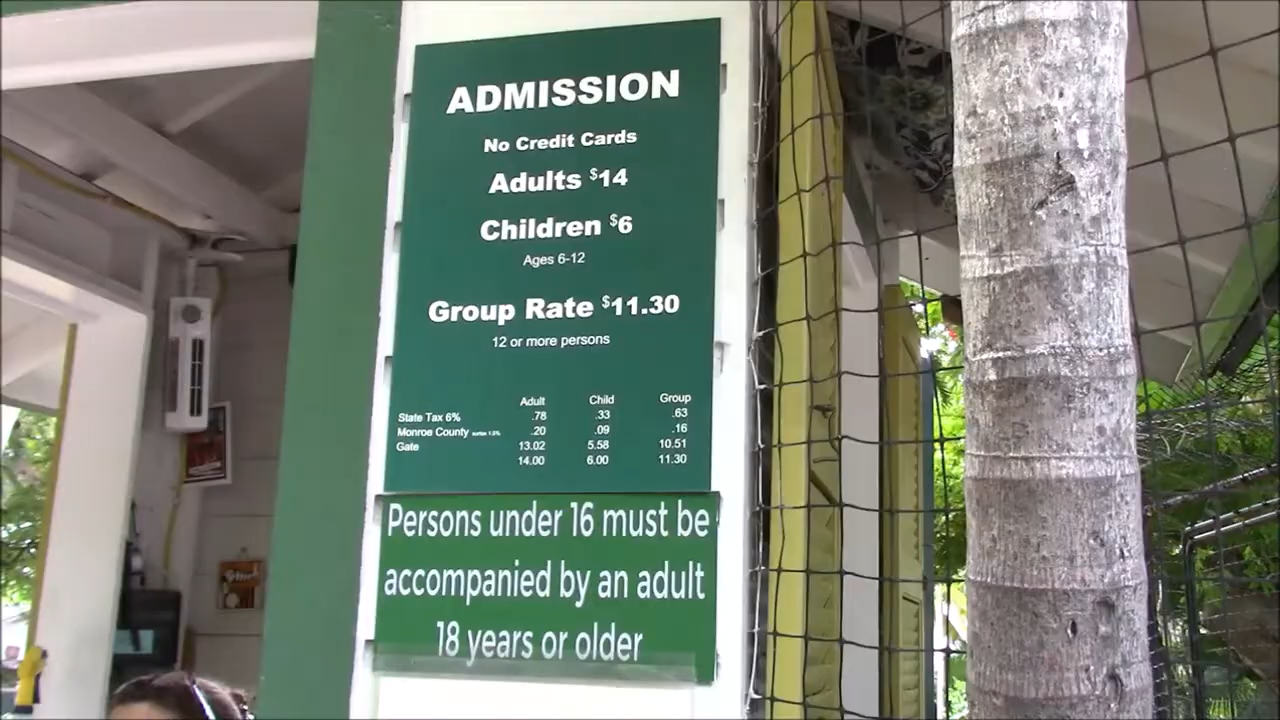 ADMISSION
No Credit Cards
Adults $14
Children $6
Ages 6-12
Group Rate $11.30
12 or more persons
Adult Child Group
State Tax 6% .78 .33 .63
Monroe County .20 .09 .16
Gate 13.02 5.58 10.51
14.00 6.00 11.30
Persons under 16 must be
accompanied by an adult
18 years or older